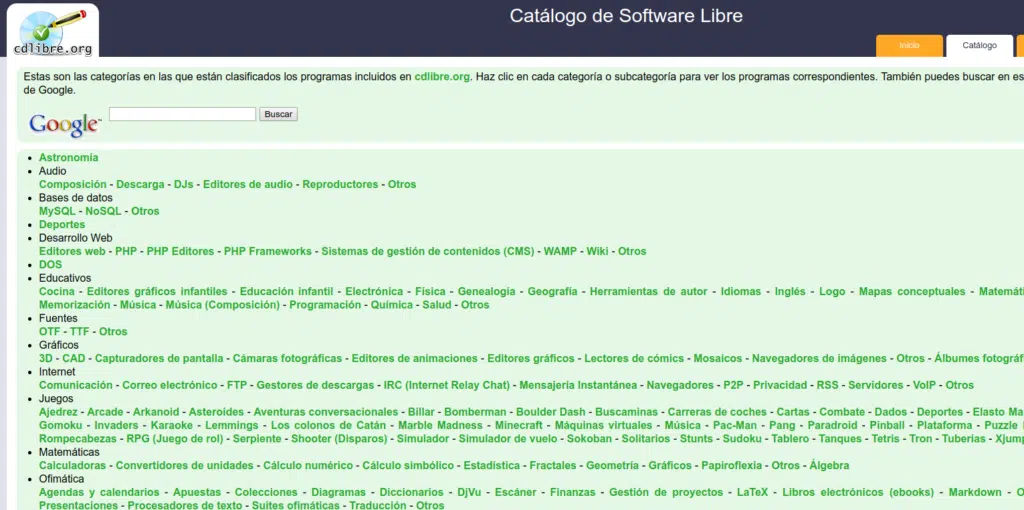 Catálogo de Software Libre
cdlibre.org
Inicio
Catálogo
Estas son las categorías en las que están clasificados los programas incluidos en cdlibre.org. Haz clic en cada categoría o subcategoría para ver los programas correspondientes. También puedes buscar en es
de Google.
Google™
Buscar
Astronomía
Audio
Composición - Descarga - DJs - Editores de audio - Reproductores - Otros
Bases de datos
MySQL - NoSQL - Otros
Deportes
Desarrollo Web
Editores web - PHP - PHP Editores - PHP Frameworks - Sistemas de gestión de contenidos (CMS) - WAMP - Wiki - Otros
DOS
Educativos
Cocina - Editores gráficos infantiles - Educación infantil - Electrónica - Física - Genealogía - Geografía - Herramientas de autor - Idiomas - Inglés - Logo - Mapas conceptuales - Matemáti
Memorización - Música - Música (Composición) - Programación - Química - Salud - Otros
Fuentes
OTF - TTF - Otros
Gráficos
3D - CAD - Capturadores de pantalla - Cámaras fotográficas - Editores de animaciones - Editores gráficos - Lectores de cómics - Mosaicos - Navegadores de imágenes - Otros - Álbumes fotográf
Internet
Comunicación - Correo electrónico - FTP - Gestores de descargas - IRC (Internet Relay Chat) - Mensajería Instantánea - Navegadores - P2P - Privacidad - RSS - Servidores - VoIP - Otros
Juegos
Ajedrez - Arcade - Arkanoid - Asteroides - Aventuras conversacionales - Billar - Bomberman - Boulder Dash - Buscaminas - Carreras de coches - Cartas - Combate - Dados - Deportes - Elasto Ma
Gomoku - Invaders - Karaoke - Lemmings - Los colonos de Catán - Marble Madness - Minecraft - Máquinas virtuales - Música - Pac-Man - Pang - Paradroid - Pinball - Plataforma - Puzzle
Rompecabezas - RPG (Juego de rol) - Serpiente - Shooter (Disparos) - Simulador - Simulador de vuelo - Sokoban - Solitarios - Stunts - Sudoku - Tablero - Tanques - Tetris - Tron - Tuberias - Xjump
Matemáticas
Calculadoras - Convertidores de unidades - Cálculo numérico - Cálculo simbólico - Estadística - Fractales - Geometría - Gráficos - Papiroflexia - Otros - Álgebra
Ofimática
Agendas y calendarios - Apuestas - Colecciones - Diagramas - Diccionarios - DjVu - Escáner - Finanzas - Gestión de proyectos - LaTeX - Libros electrónicos (ebooks) - Markdown - O
Presentaciones - Procesadores de texto - Suites ofimáticas - Traducción - Otros